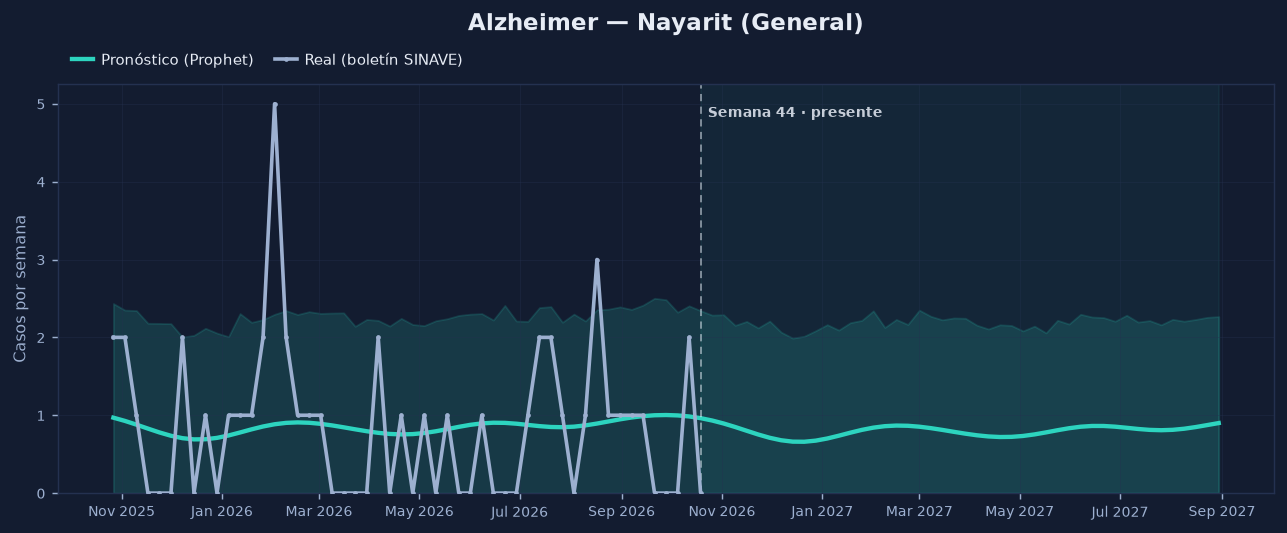 Alzheimer — Nayarit (General)
Pronóstico (Prophet) Real (boletín SINAVE)
Semana 44 · presente
Casos por semana
5
4
3
2
1
0
Nov 2025 Jan 2026 Mar 2026 May 2026 Jul 2026 Sep 2026 Nov 2026 Jan 2027 Mar 2027 May 2027 Jul 2027 Sep 2027